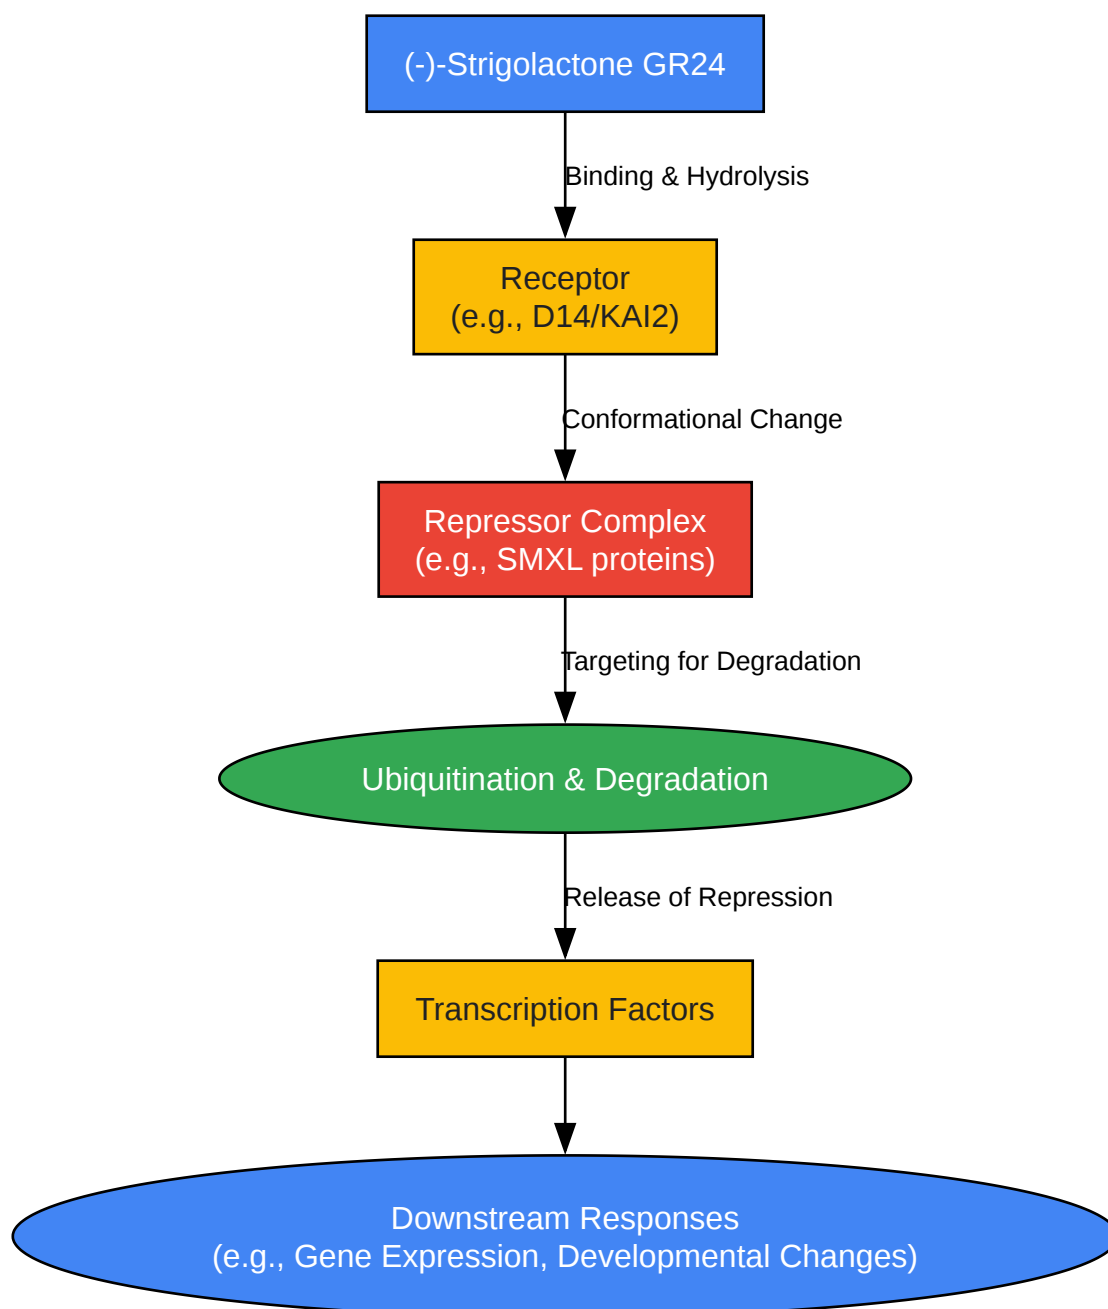 (-)-Strigolactone GR24
Binding & Hydrolysis
Receptor
(e.g., D14/KAI2)
Conformational Change
Repressor Complex
(e.g., SMXL proteins)
Targeting for Degradation
Ubiquitination & Degradation
Release of Repression
Transcription Factors
Downstream Responses
(e.g., Gene Expression, Developmental Changes)